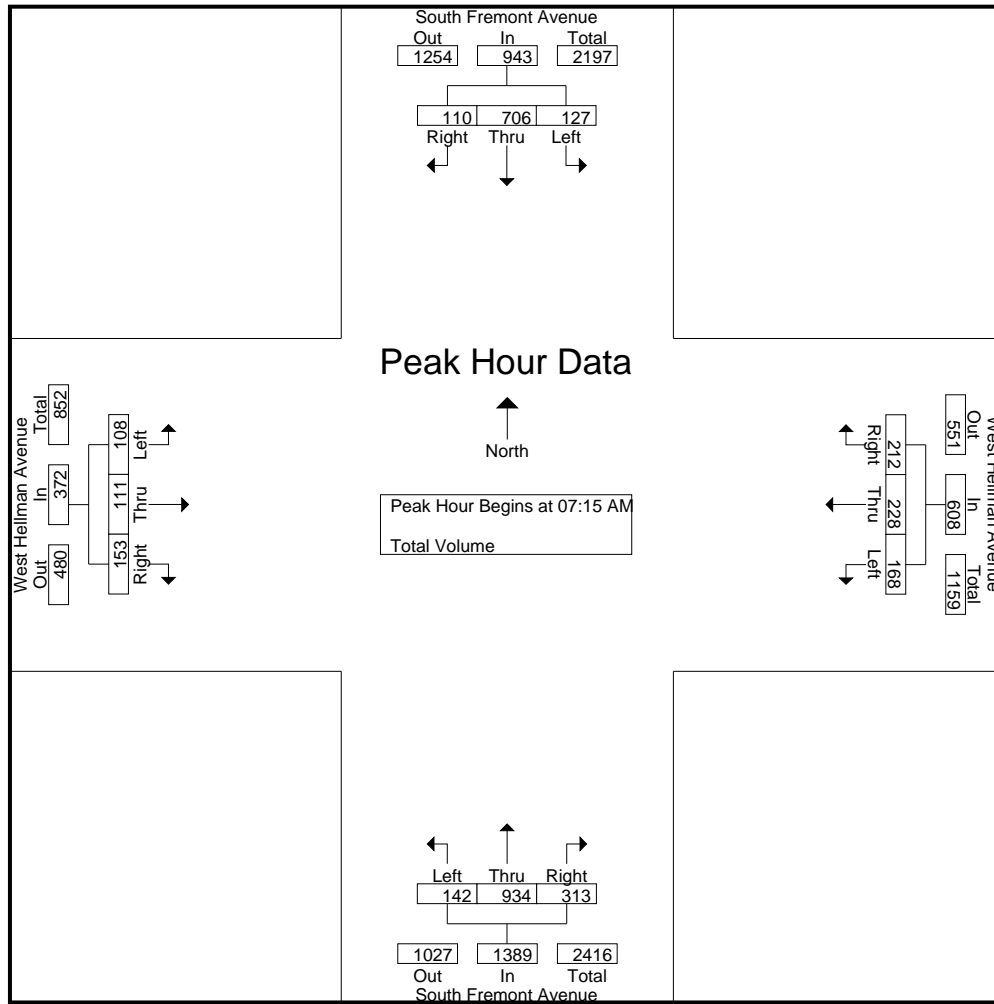 South Fremont Avenue
Out In Total
1254 943 2197
110 706 127
Right Thru Left
Peak Hour Data
North
Peak Hour Begins at 07:15 AM
Total Volume
West Hellman Avenue
Out In Total
480 372 852
Left Thru Right
108 111 153
West Hellman Avenue
Out In Total
551 608 1159
Right Thru Left
212 228 168
Left Thru Right
142 934 313
1027 1389 2416
Out In Total
South Fremont Avenue